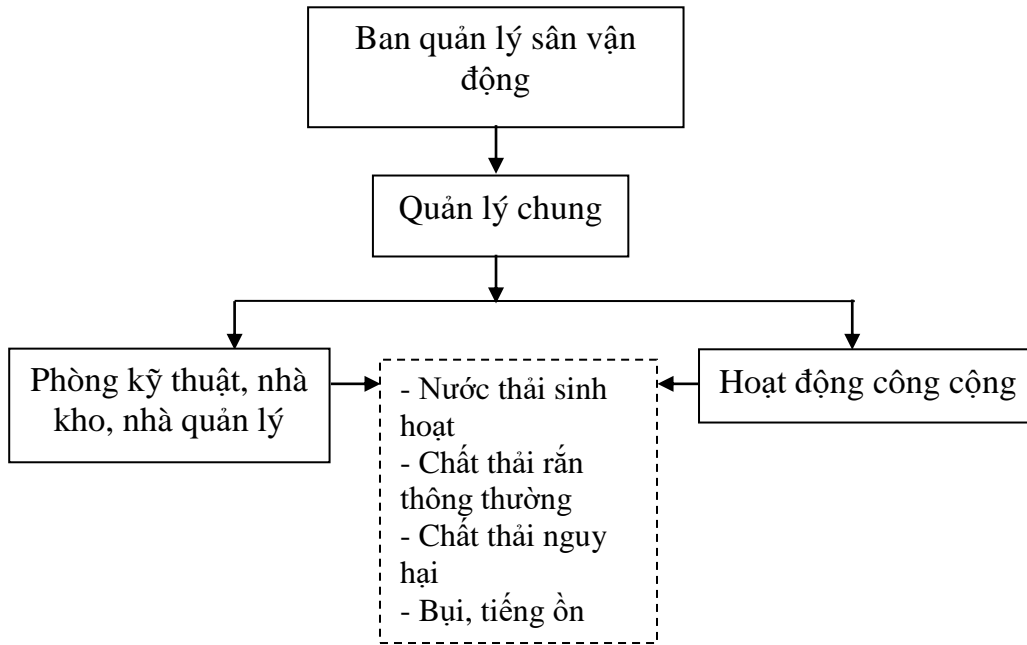 Ban quản lý sân vận
động
Quản lý chung
Phòng kỹ thuật, nhà
kho, nhà quản lý
- Nước thải sinh
hoạt
- Chất thải rắn
thông thường
- Chất thải nguy
hại
- Bụi, tiếng ồn
Hoạt động công cộng